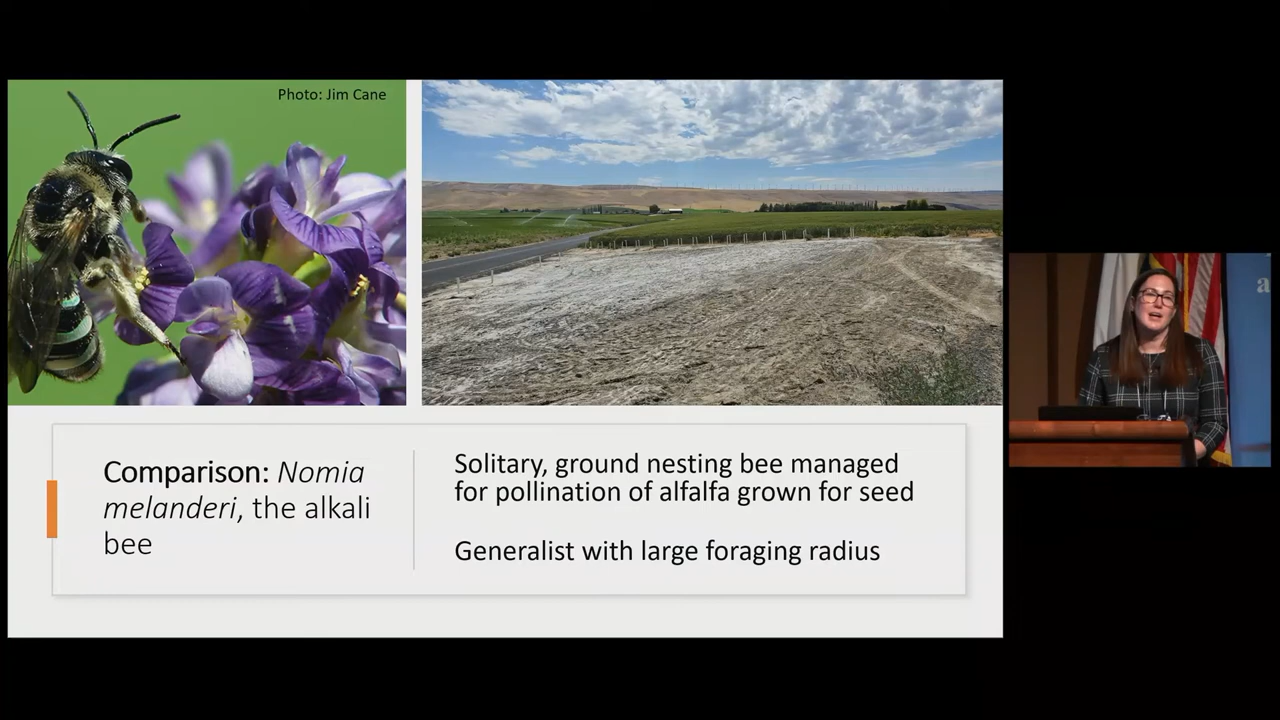 Photo: Jim Cane
Comparison: Nomia
melanderi, the alkali
bee
Solitary, ground nesting bee managed
for pollination of alfalfa grown for seed
Generalist with large foraging radius
a